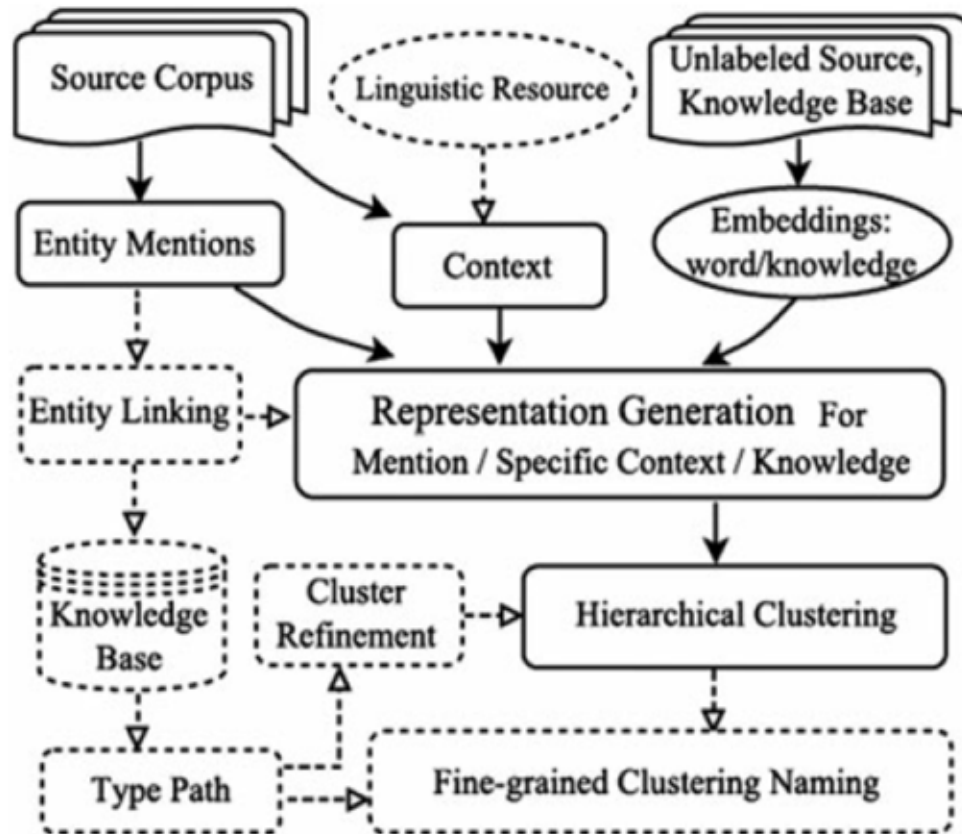 Source Corpus
Linguistic Resource
Unlabeled Source,
Knowledge Base
Entity Mentions
Context
Embeddings:
word/knowledge
Entity Linking
Representation Generation For
Mention / Specific Context / Knowledge
Knowledge
Base
Cluster
Refinement
Hierarchical Clustering
Type Path
Fine-grained Clustering Naming